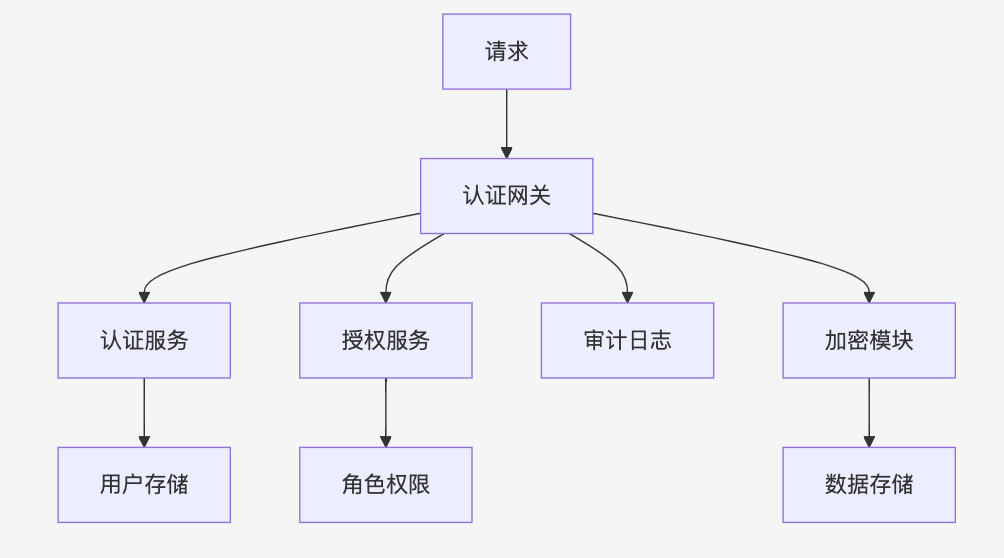 请求
认证网关
认证服务
授权服务
审计日志
加密模块
用户存储
角色权限
数据存储